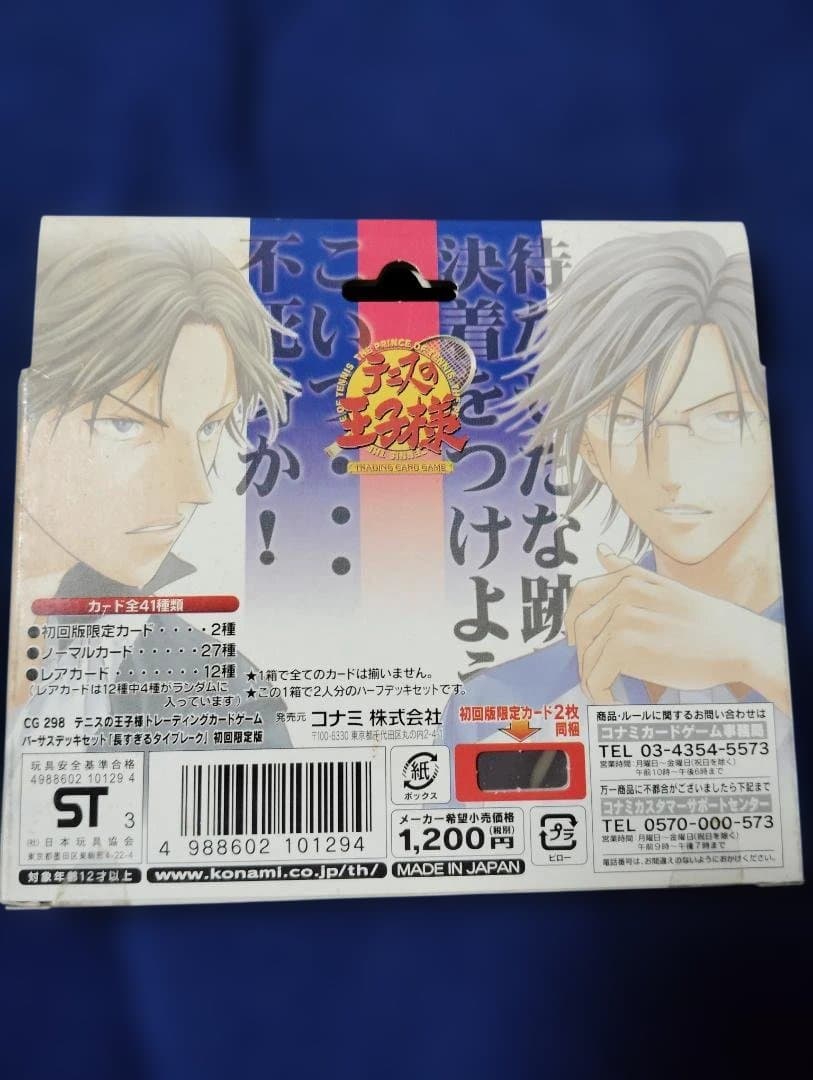 待たせたな跡
決着をつけよう
こいつ・・・
不死身か!
THE PRINCE OF TENNIS
テニスの
王子様
TRADING CARD GAME
カード全41種類
●初回版限定カード・・・・2種
●ノーマルカード・・・・・・・27種
●レアカード・・・・・・・・12種
(レアカードは12種中4種がランダムに
入っています)
★1箱で全てのカードは揃いません。
★この1箱で2人分のハーフデッキセットです。
CG 298 テニスの王子様トレーディングカードゲーム
バーサスデッキセット「長すぎるタイブレーク」初回限定版
発売元 コナミ 株式会社
〒100-6330 東京都千代田区丸の内2-4-1
初回版限定カード2枚
同梱
玩具安全基準合格
4988602 10129 4
ST 3
(社)日本玩具協会
東京都墨田区東駒形4-22-4
対象年齢12才以上
4 988602 101294
www.konami.co.jp/th/
紙
ボックス
メーカー希望小売価格
1,200円(税別)
MADE IN JAPAN
プラ
ピロー
商品・ルールに関するお問い合わせは
コナミカードゲーム事務局
TEL 03-4354-5573
営業時間:月曜日〜金曜日(祝日を除く)
午前10時〜午後6時まで
万一商品に不都合がございましたら下記まで
コナミカスタマーサポートセンター
TEL 0570-000-573
営業時間:月曜日〜金曜日(祝日を除く)
午前9時〜午後7時まで
電話番号は、お間違えのないようにおかけください。